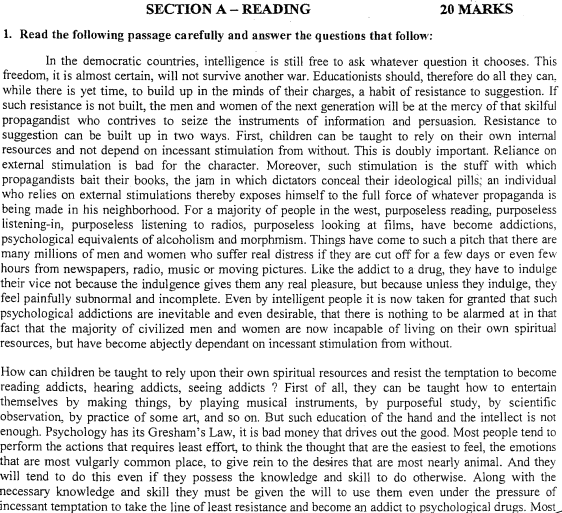 SECTION A – READING 20 MARKS
1. Read the following passage carefully and answer the questions that follow:
In the democratic countries, intelligence is still free to ask whatever question it chooses. This
freedom, it is almost certain, will not survive another war. Educationists should, therefore do all they can,
while there is yet time, to build up in the minds of their charges, a habit of resistance to suggestion. If
such resistance is not built, the men and women of the next generation will be at the mercy of that skilful
propagandist who contrives to seize the instruments of information and persuasion. Resistance to
suggestion can be built up in two ways. First, children can be taught to rely on their own internal
resources and not depend on incessant stimulation from without. This is doubly important. Reliance on
external stimulation is bad for the character. Moreover, such stimulation is the stuff with which
propagandists bait their books, the jam in which dictators conceal their ideological pills; an individual
who relies on external stimulations thereby exposes himself to the full force of whatever propaganda is
being made in his neighborhood. For a majority of people in the west, purposeless reading, purposeless
listening-in, purposeless listening to radios, purposeless looking at films, have become addictions,
psychological equivalents of alcoholism and morphmism. Things have come to such a pitch that there are
many millions of men and women who suffer real distress if they are cut off for a few days or even few
hours from newspapers, radio, music or moving pictures. Like the addict to a drug, they have to indulge
their vice not because the indulgence gives them any real pleasure, but because unless they indulge, they
feel painfully subnormal and incomplete. Even by intelligent people it is now taken for granted that such
psychological addictions are inevitable and even desirable, that there is nothing to be alarmed at in that
fact that the majority of civilized men and women are now incapable of living on their own spiritual
resources, but have become abjectly dependant on incessant stimulation from without.
How can children be taught to rely upon their own spiritual resources and resist the temptation to become
reading addicts, hearing addicts, seeing addicts ? First of all, they can be taught how to entertain
themselves by making things, by playing musical instruments, by purposeful study, by scientific
observation, by practice of some art, and so on. But such education of the hand and the intellect is not
enough. Psychology has its Gresham's Law, it is bad money that drives out the good. Most people tend to
perform the actions that requires least effort, to think the thought that are the easiest to feel, the emotions
that are most vulgarly common place, to give rein to the desires that are most nearly animal. And they
will tend to do this even if they possess the knowledge and skill to do otherwise. Along with the
necessary knowledge and skill they must be given the will to use them even under the pressure of
incessant temptation to take the line of least resistance and become an addict to psychological drugs. Most